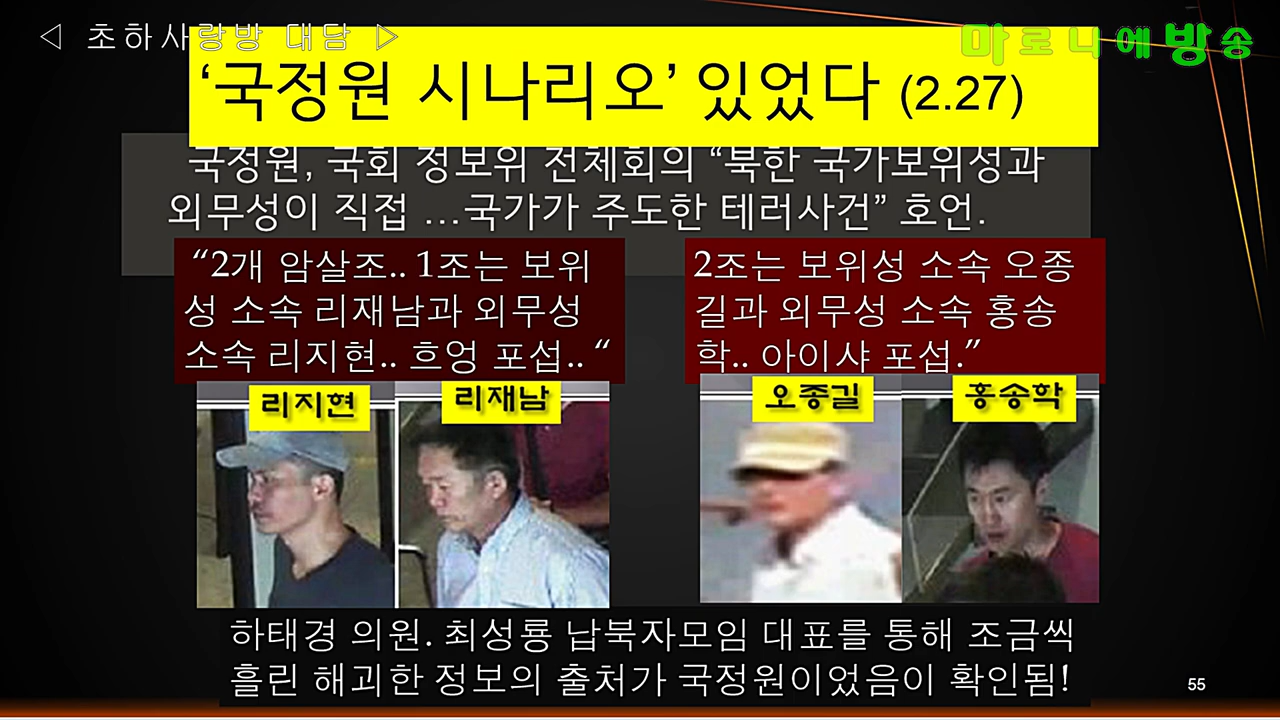 ◁ 초하사랑방 대담 ▷
마로니에방송
‘국정원 시나리오’ 있었다 (2.27)
국정원, 국회 정보위 전체회의 “북한 국가보위성과
외무성이 직접 …국가가 주도한 테러사건” 호언.
“2개 암살조.. 1조는 보위
성 소속 리재남과 외무성
소속 리지현.. 흐엉 포섭.. “
2조는 보위성 소속 오종
길과 외무성 소속 홍송
학.. 아이샤 포섭.”
리지현
리재남
오종길
홍송학
하태경 의원. 최성룡 납북자모임 대표를 통해 조금씩
흘린 해괴한 정보의 출처가 국정원이었음이 확인됨!
55